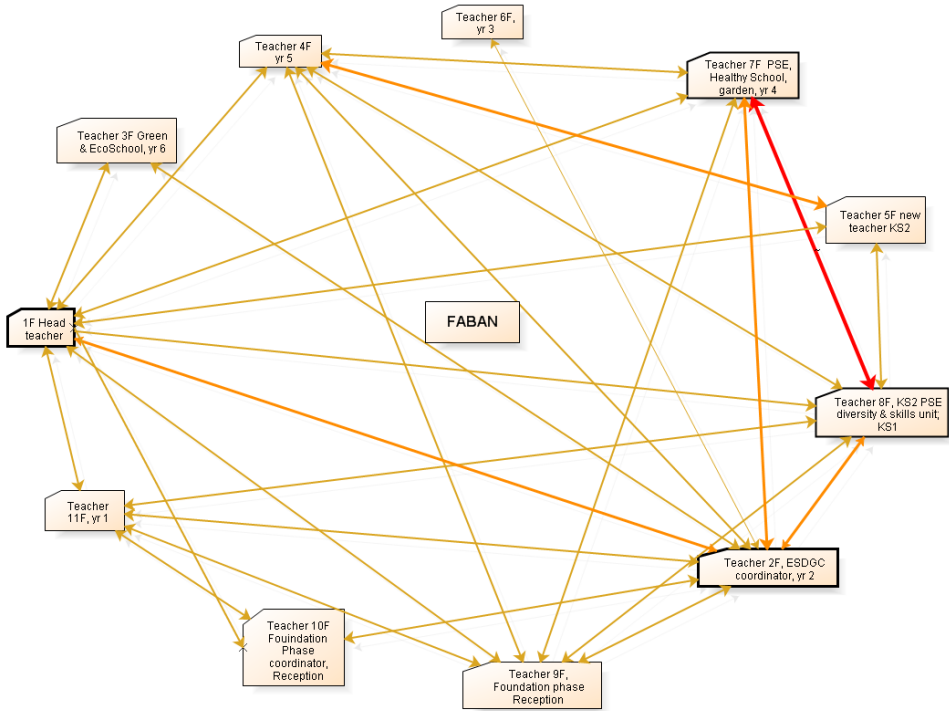 Teacher 6F,
yr 3
Teacher 4F
yr 5
Teacher 7F PSE,
Healthy School,
garden, yr 4
Teacher 3F Green
& EcoSchool, yr 6
Teacher 5F new
teacher KS2
1F Head
teacher
FABAN
Teacher 8F, KS2 PSE
diversity & skills unit;
KS1
Teacher
11F, yr 1
Teacher 2F, ESDGC
coordinator, yr 2
Teacher 10F
Fouindation
Phase
coordinator,
Reception
Teacher 9F,
Foundation phase
Reception